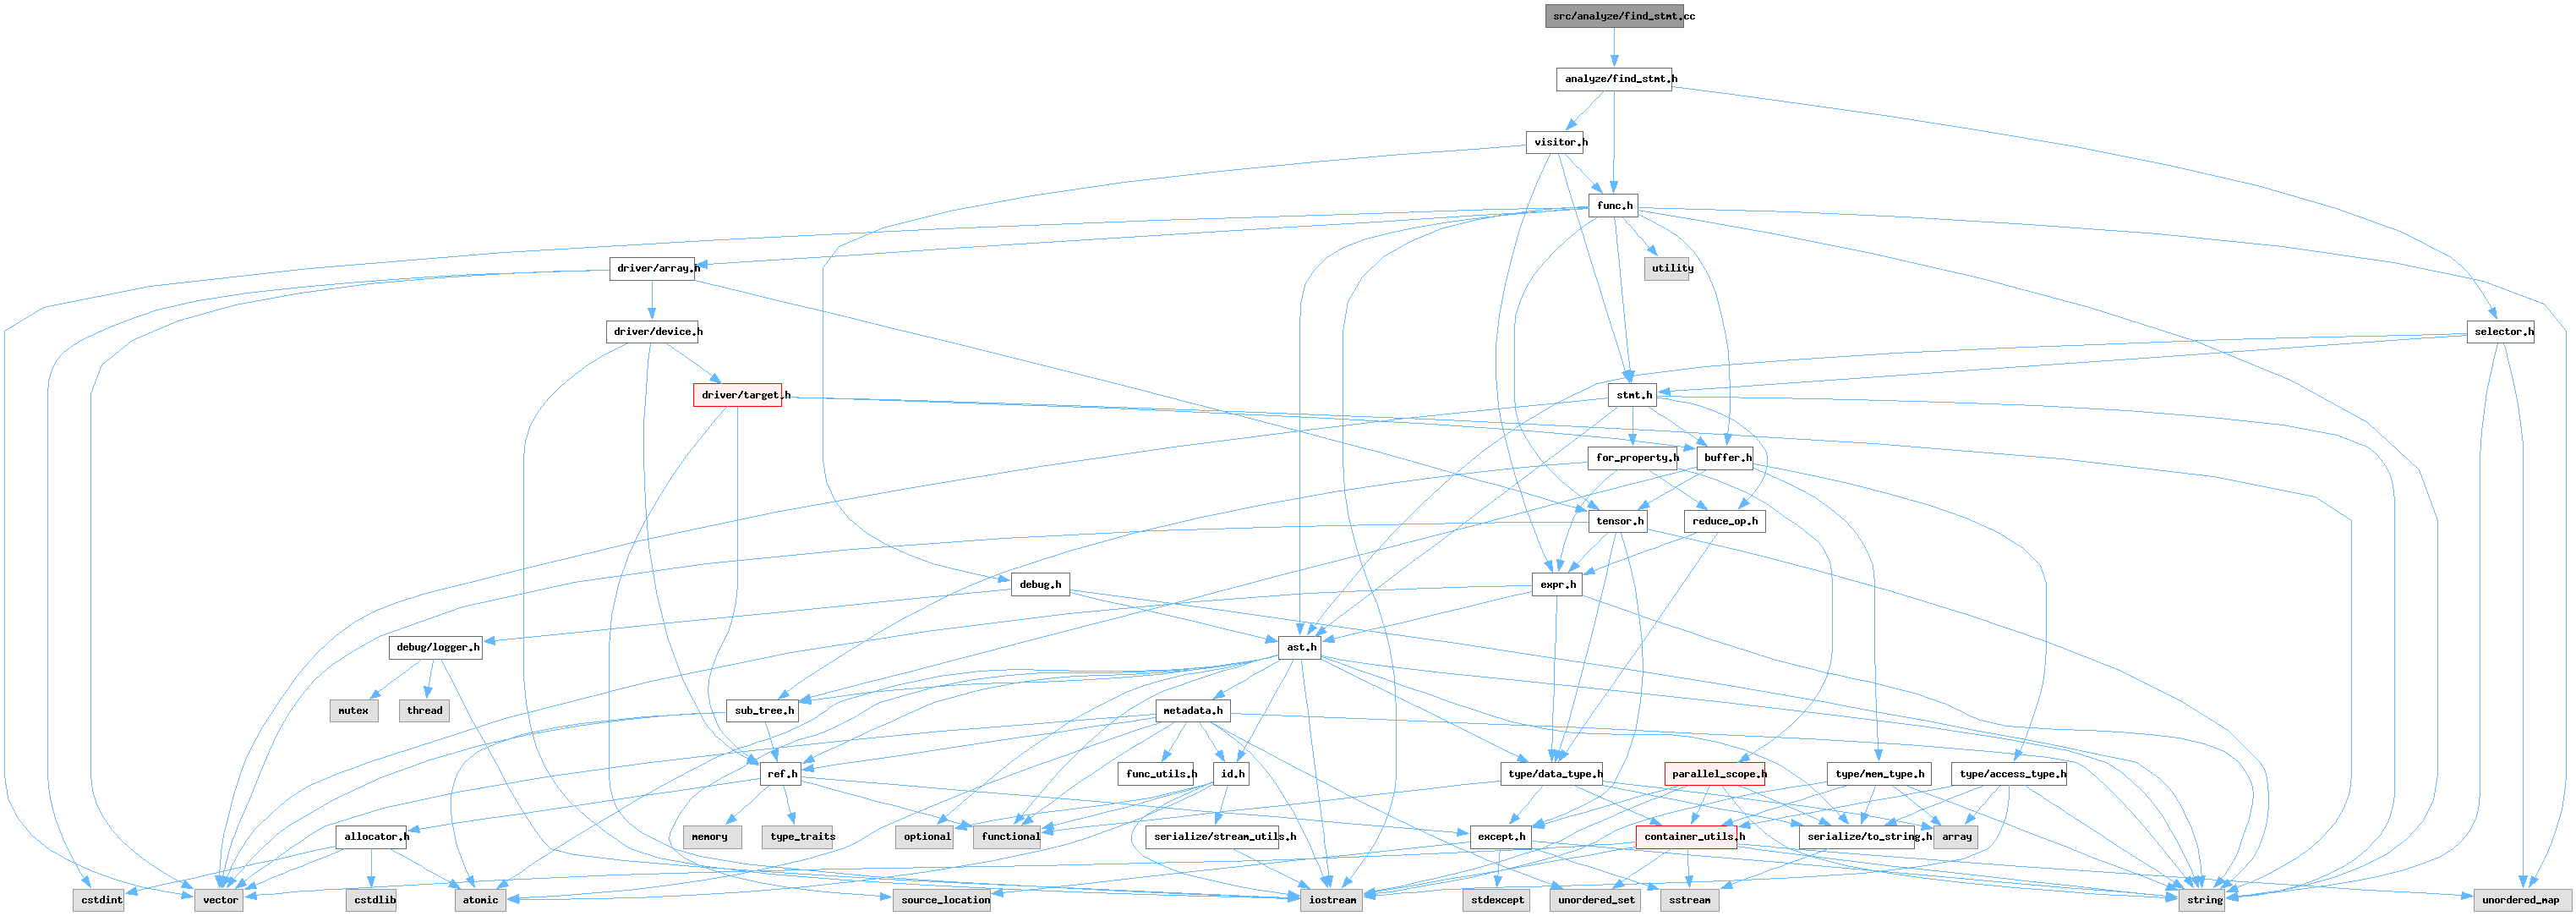 src/analyze/find_stmt.cc
analyze/find_stmt.h
visitor.h
func.h
driver/array.h
utility
driver/device.h
selector.h
driver/target.h
stmt.h
for_property.h
buffer.h
tensor.h
reduce_op.h
debug.h
expr.h
debug/logger.h
ast.h
mutex
thread
sub_tree.h
metadata.h
ref.h
func_utils.h
id.h
type/data_type.h
parallel_scope.h
type/mem_type.h
type/access_type.h
allocator.h
memory
type_traits
optional
functional
serialize/stream_utils.h
except.h
container_utils.h
serialize/to_string.h
array
cstdint
vector
cstdlib
atomic
source_location
iostream
stdexcept
unordered_set
sstream
string
unordered_map